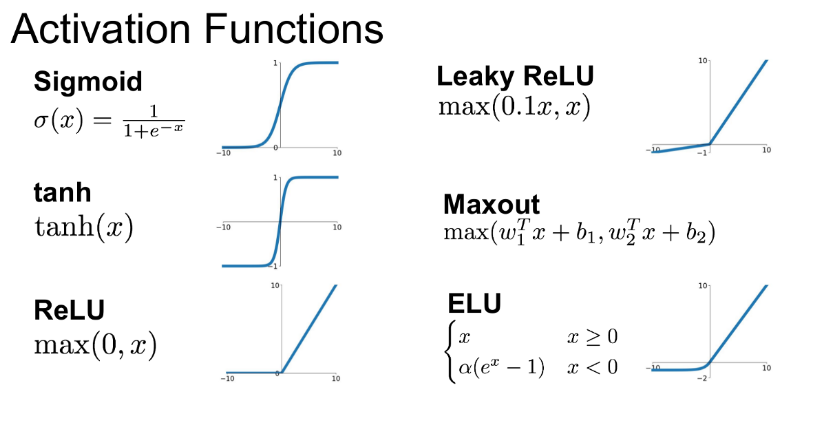 Activation Functions
Sigmoid
σ(x) = 1/(1+e^{-x})
1
0
-10
10
tanh
tanh(x)
1
-10
10
-1
ReLU
max(0, x)
10
0
-10
10
Leaky ReLU
max(0.1x, x)
10
-10
-1
10
Maxout
max(w_1^T x + b_1, w_2^T x + b_2)
ELU
{ x x ≥ 0
α(e^x − 1) x < 0
10
-10
-2
10